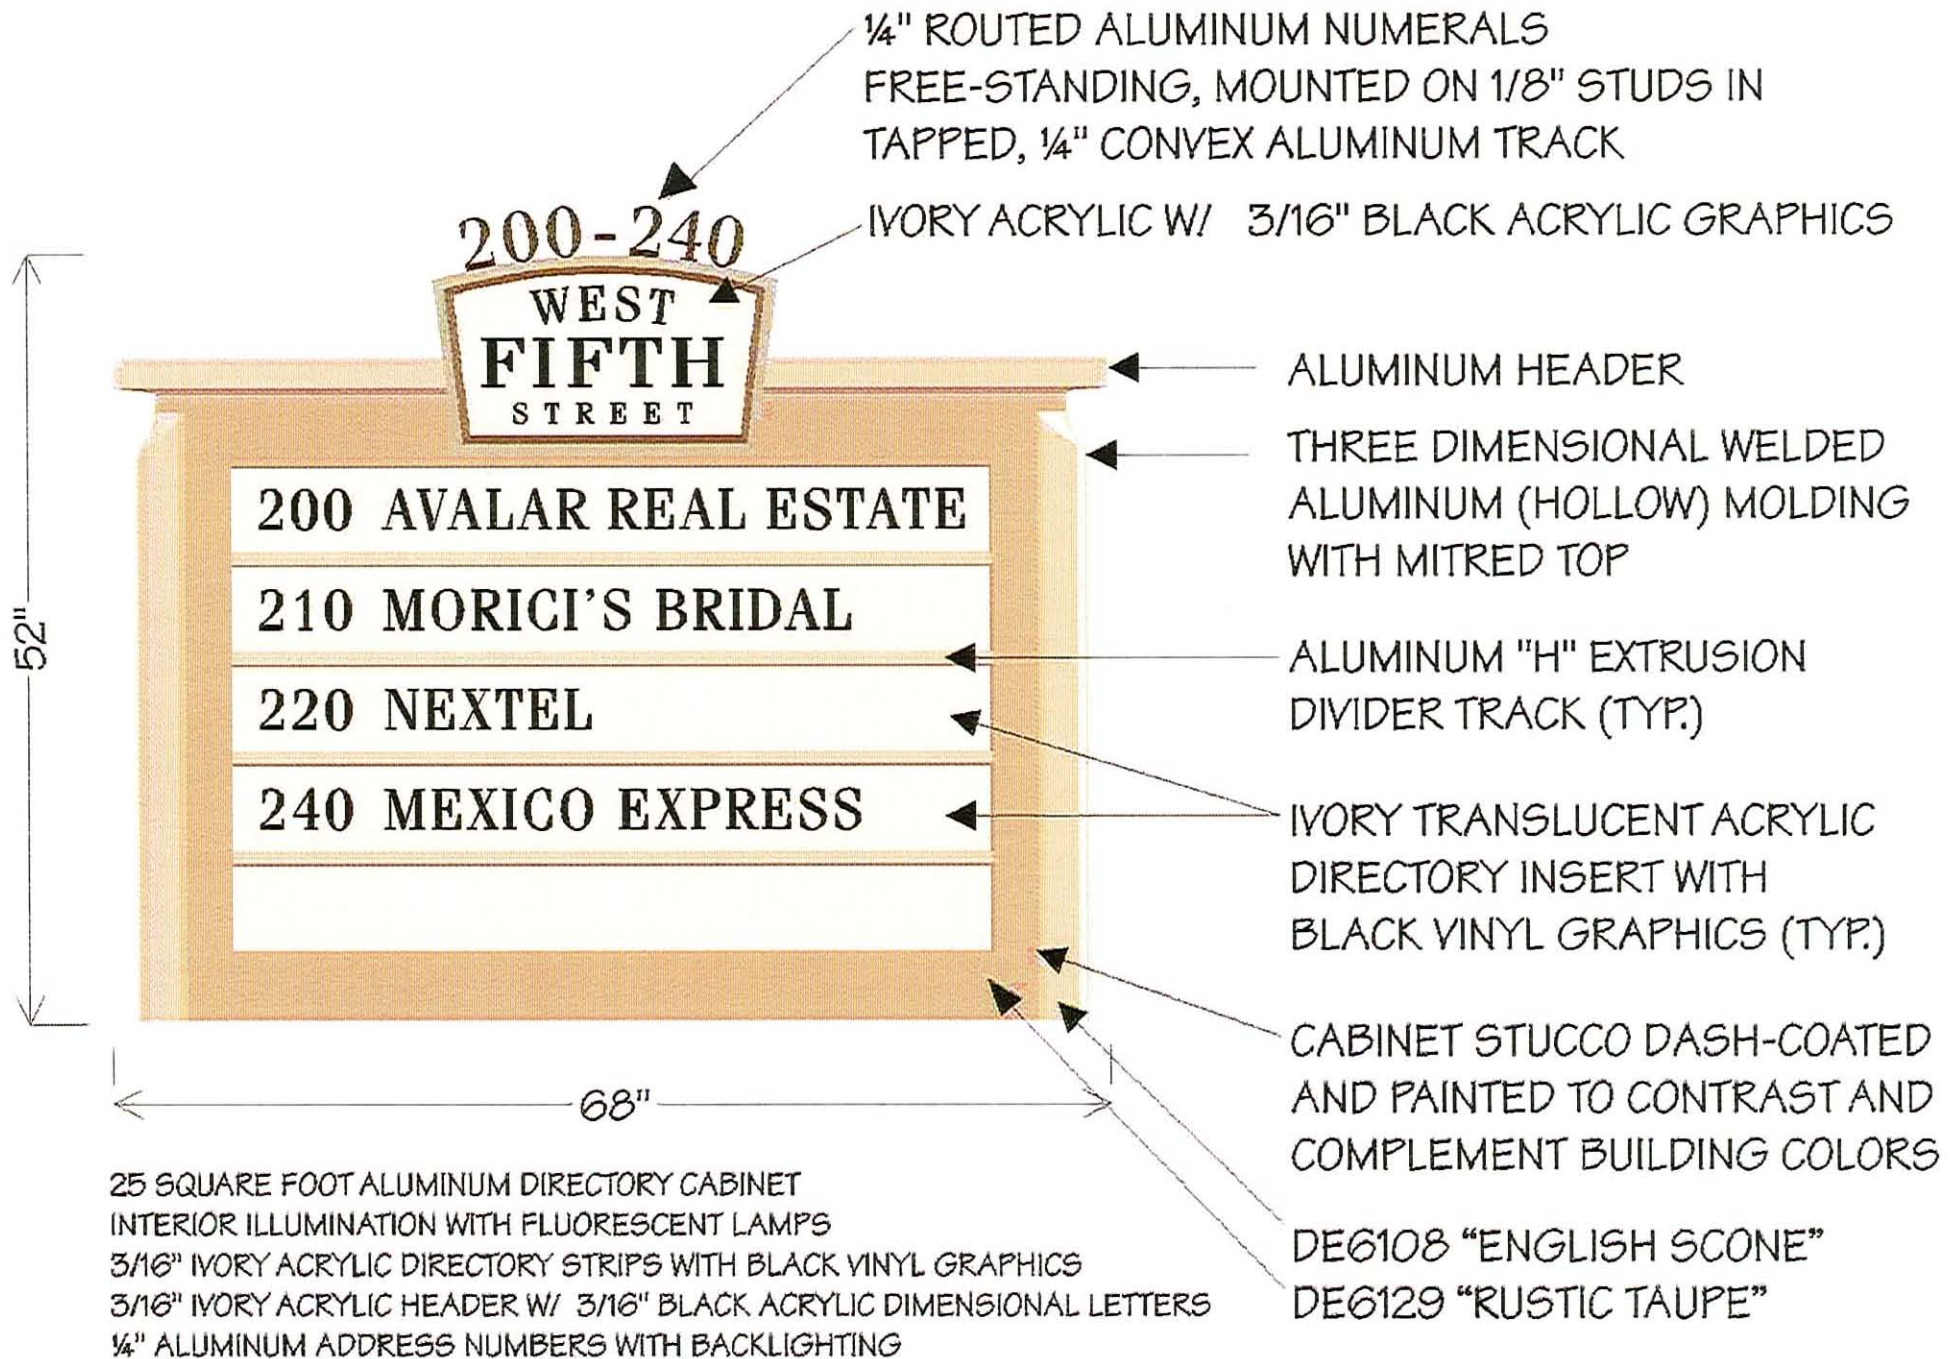 ¼" ROUTED ALUMINUM NUMERALS
FREE-STANDING, MOUNTED ON 1/8" STUDS IN
TAPPED, ¼" CONVEX ALUMINUM TRACK
IVORY ACRYLIC W/ 3/16" BLACK ACRYLIC GRAPHICS
200-240
WEST
FIFTH
STREET
ALUMINUM HEADER
THREE DIMENSIONAL WELDED
ALUMINUM (HOLLOW) MOLDING
WITH MITRED TOP
200 AVALAR REAL ESTATE
210 MORICI'S BRIDAL
220 NEXTEL
240 MEXICO EXPRESS
52"
ALUMINUM "H" EXTRUSION
DIVIDER TRACK (TYP.)
IVORY TRANSLUCENT ACRYLIC
DIRECTORY INSERT WITH
BLACK VINYL GRAPHICS (TYP.)
CABINET STUCCO DASH-COATED
AND PAINTED TO CONTRAST AND
COMPLEMENT BUILDING COLORS
68"
DE6108 “ENGLISH SCONE”
DE6129 “RUSTIC TAUPE”
25 SQUARE FOOT ALUMINUM DIRECTORY CABINET
INTERIOR ILLUMINATION WITH FLUORESCENT LAMPS
3/16" IVORY ACRYLIC DIRECTORY STRIPS WITH BLACK VINYL GRAPHICS
3/16" IVORY ACRYLIC HEADER W/ 3/16" BLACK ACRYLIC DIMENSIONAL LETTERS
¼" ALUMINUM ADDRESS NUMBERS WITH BACKLIGHTING